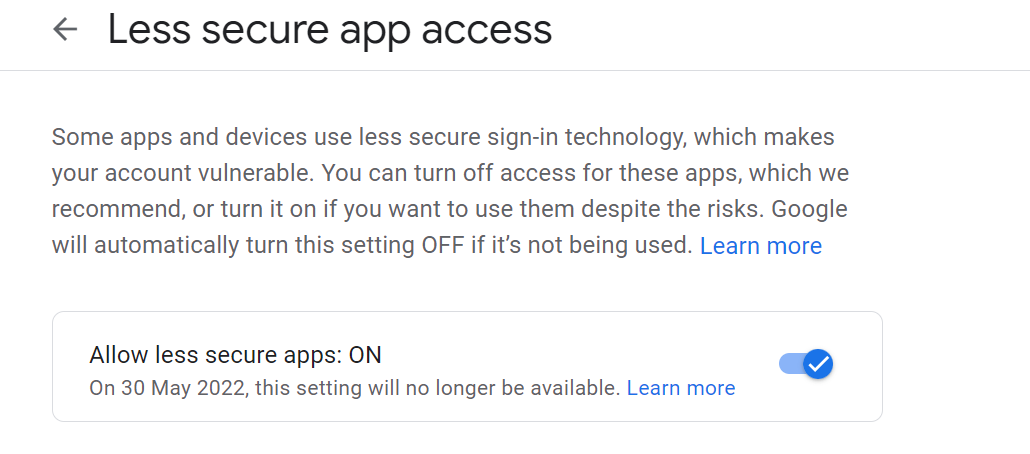 Less secure app access
Some apps and devices use less secure sign-in technology, which makes
your account vulnerable. You can turn off access for these apps, which we
recommend, or turn it on if you want to use them despite the risks. Google
will automatically turn this setting OFF if it’s not being used. Learn more
Allow less secure apps: ON
On 30 May 2022, this setting will no longer be available. Learn more